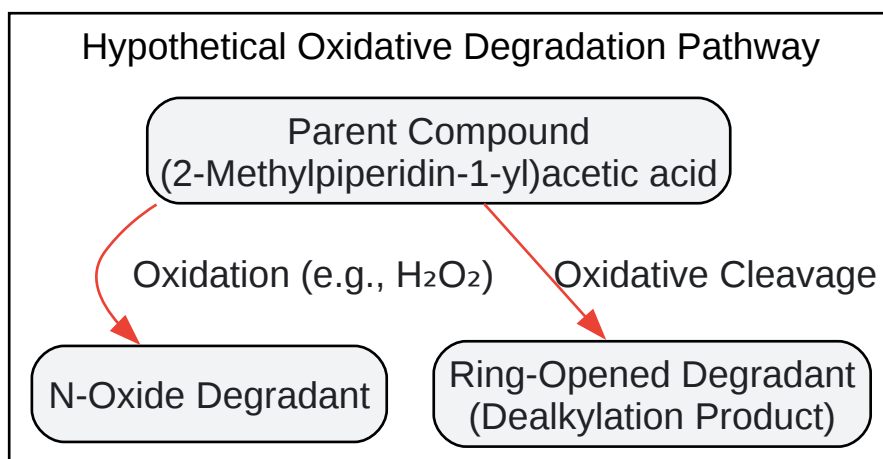 Hypothetical Oxidative Degradation Pathway
Parent Compound
(2-Methylpiperidin-1-yl)acetic acid
Oxidation (e.g., H₂O₂)
Oxidative Cleavage
N-Oxide Degradant
Ring-Opened Degradant
(Dealkylation Product)